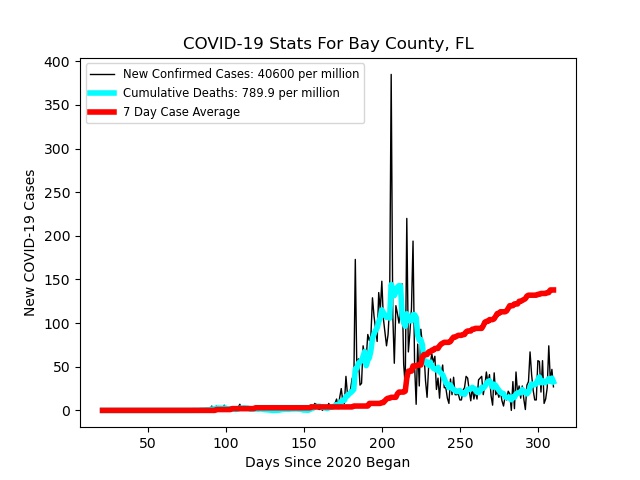 COVID-19 Stats For Bay County, FL
New Confirmed Cases: 40600 per million
Cumulative Deaths: 789.9 per million
7 Day Case Average
New COVID-19 Cases
400
350
300
250
200
150
100
50
0
50 100 150 200 250 300
Days Since 2020 Began